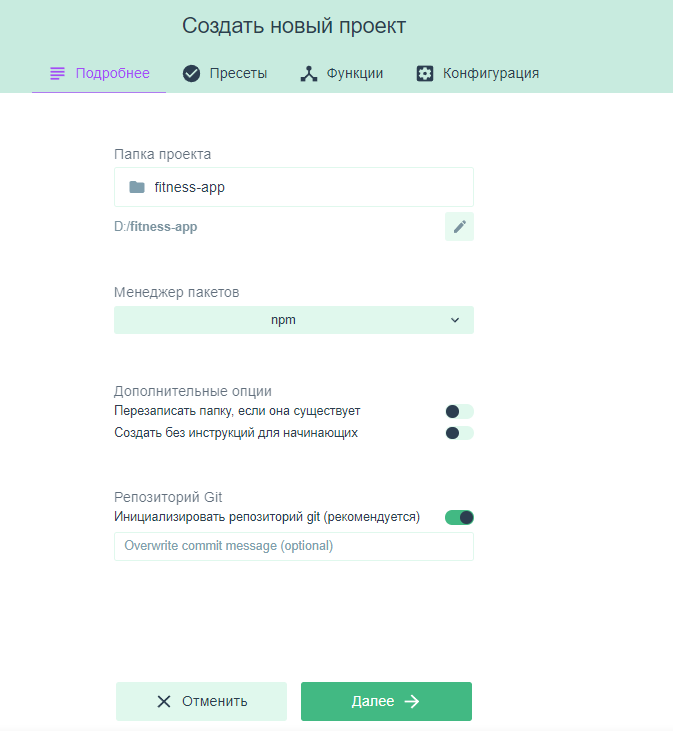 Создать новый проект
Подробнее Пресеты Функции Конфигурация
Папка проекта
fitness-app
D:/fitness-app
Менеджер пакетов
npm
Дополнительные опции
Перезаписать папку, если она существует
Создать без инструкций для начинающих
Репозиторий Git
Инициализировать репозиторий git (рекомендуется)
Overwrite commit message (optional)
Отменить Далее